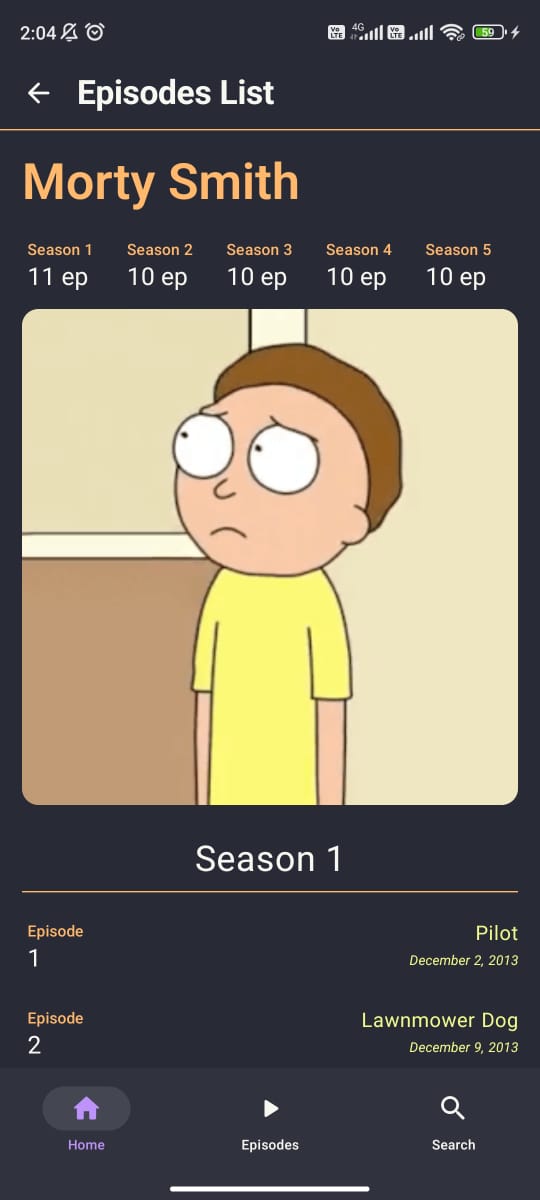 2:04 Vo LTE 4G Vo LTE 59
Episodes List
Morty Smith
Season 1 Season 2 Season 3 Season 4 Season 5
11 ep 10 ep 10 ep 10 ep 10 ep
Season 1
Episode Pilot
1 December 2, 2013
Episode Lawnmower Dog
2 December 9, 2013
Home Episodes Search